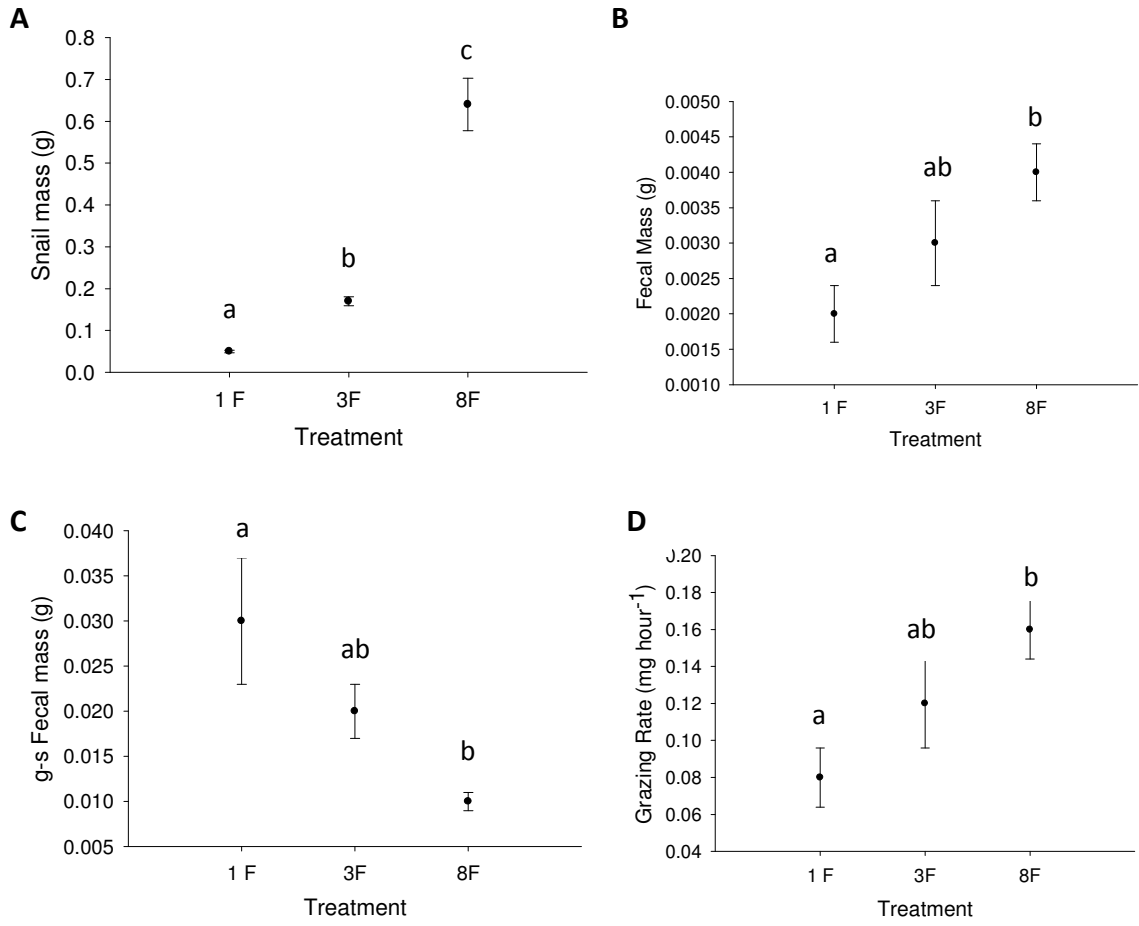 A
0.8
0.7
0.6
0.5
0.4
0.3
0.2
0.1
0.0
Snail mass (g)
a
b
c
1 F 3F 8F
Treatment
B
0.0050
0.0045
0.0040
0.0035
0.0030
0.0025
0.0020
0.0015
0.0010
Fecal Mass (g)
a
ab
b
1 F 3F 8F
Treatment
C
0.040
0.035
0.030
0.025
0.020
0.015
0.010
0.005
g-s Fecal mass (g)
a
ab
b
1 F 3F 8F
Treatment
D
0.20
0.16
0.14
0.12
0.10
0.08
0.06
0.04
Grazing Rate (mg hour⁻¹)
a
ab
b
1 F 3F 8F
Treatment